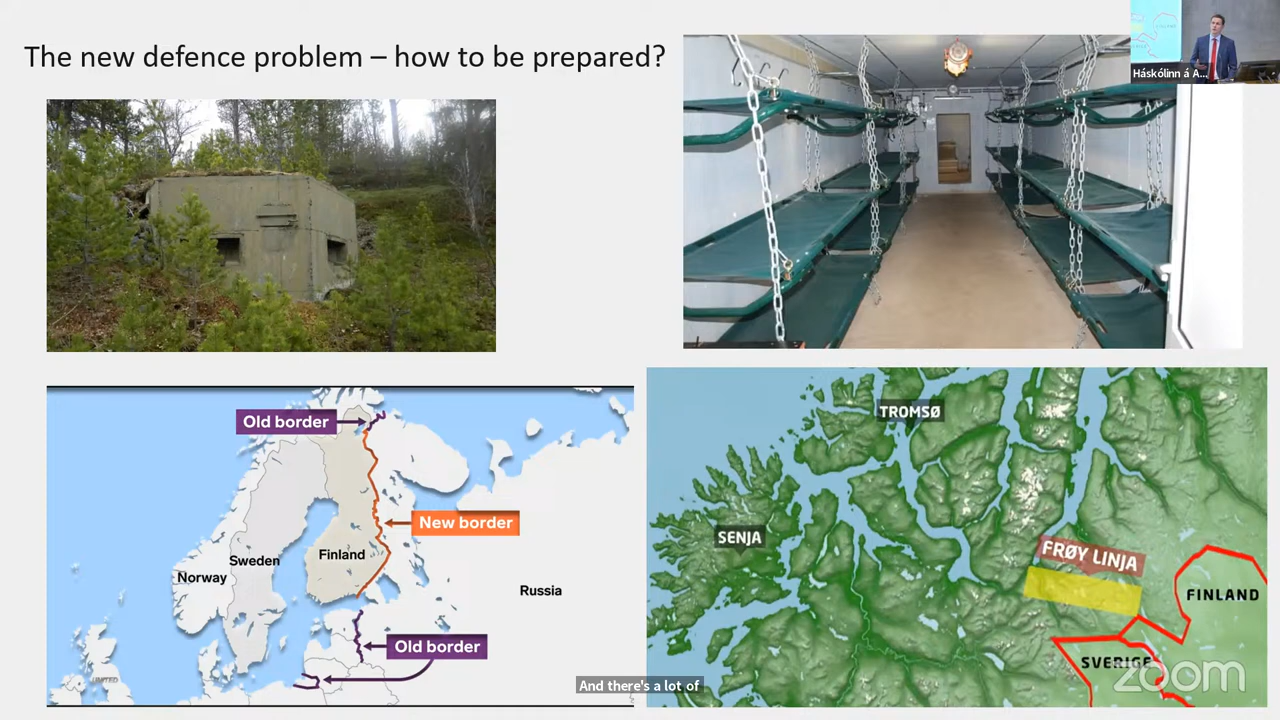 The new defence problem – how to be prepared?
Háskólinn á A...
Old border
New border
Sweden
Finland
Norway
Russia
Old border
UNITED
TROMSØ
SENJA
FRØY LINJA
FINLAND
SVERIGE
And there's a lot of
zoom